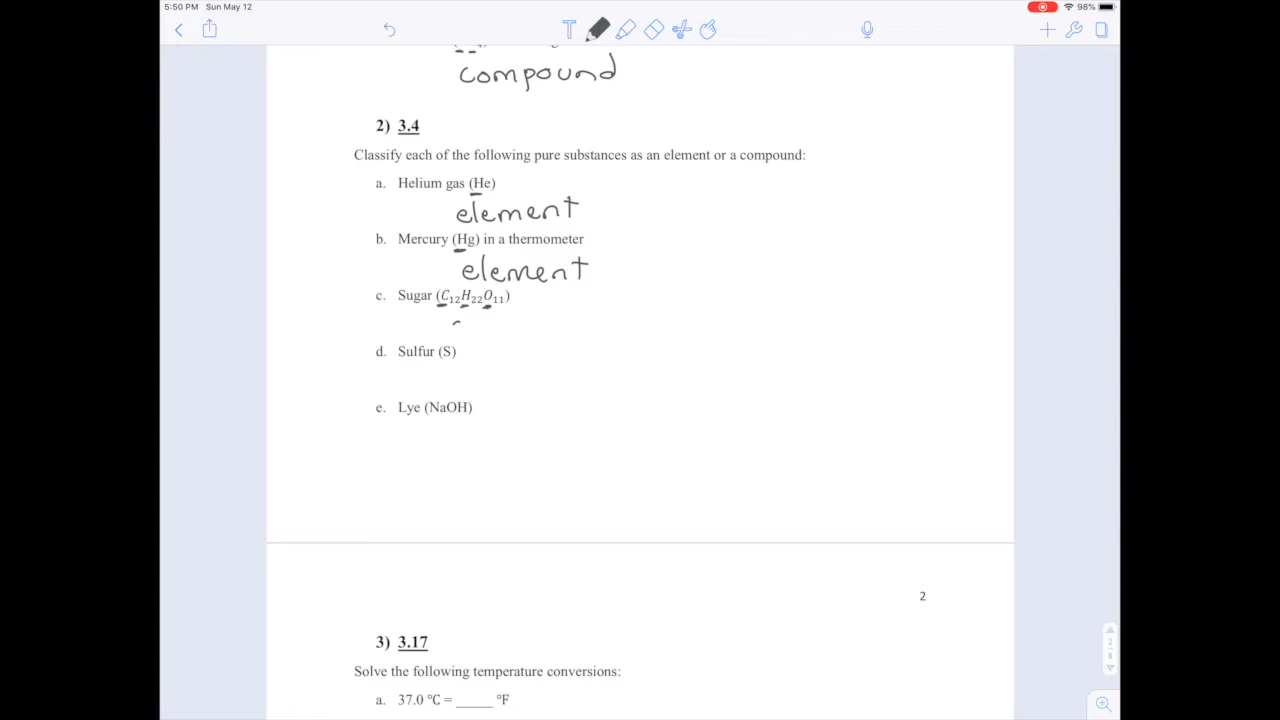 5:50 PM Sun May 12
98%
compound
2) 3.4
Classify each of the following pure substances as an element or a compound:
a. Helium gas (He)
element
b. Mercury (Hg) in a thermometer
element
c. Sugar (C₁₂H₂₂O₁₁)
d. Sulfur (S)
e. Lye (NaOH)
2
2
8
3) 3.17
Solve the following temperature conversions:
a. 37.0 °C = _____ °F